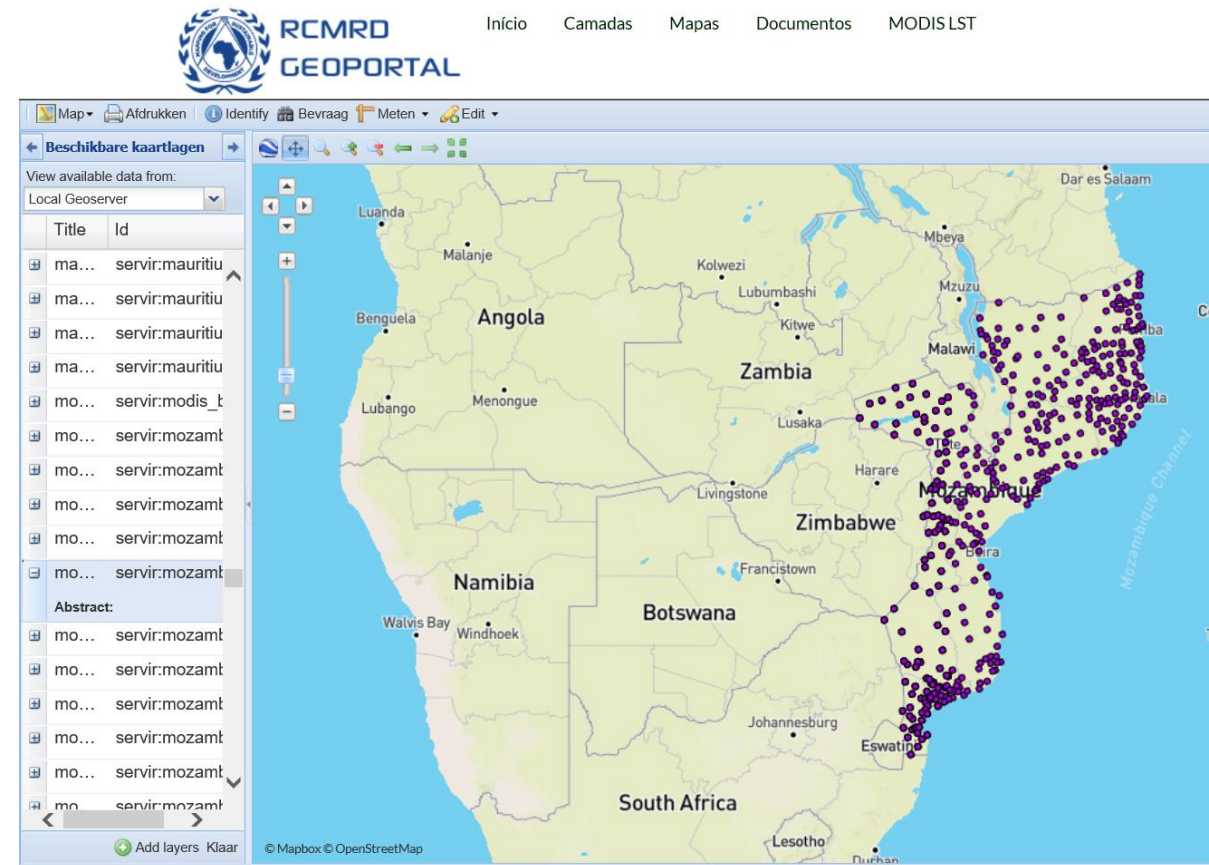 RCMRD
GEOPORTAL
Início Camadas Mapas Documentos MODIS LST
Map Afdrukken Identify Bevraag Meten Edit
Beschikbare kaartlagen
View available data from:
Local Geoserver
Title Id
ma... servir:mauritiu
ma... servir:mauritiu
ma... servir:mauritiu
ma... servir:mauritiu
mo... servir:modis_b
mo... servir:mozamb
mo... servir:mozamb
mo... servir:mozamb
mo... servir:mozamb
mo... servir:mozamb
Abstract:
mo... servir:mozamb
mo... servir:mozamb
mo... servir:mozamb
mo... servir:mozamb
mo... servir:mozamb
mo... servir:mozamb
Add layers Klaar
Dar es Salaam
Luanda
Mbeya
Malanje
Kolwezi
Mzuzu
Lubumbashi
Benguela
Angola
Kitwe
Malawi
Zambia
Menongue
Lubango
Lusaka
Tete
Harare
Livingstone
Mozambique
Zimbabwe
Mozambique Channel
Beira
Francistown
Namibia
Botswana
Walvis Bay
Windhoek
Johannesburg
Eswatini
South Africa
Lesotho
Durban
© Mapbox © OpenStreetMap